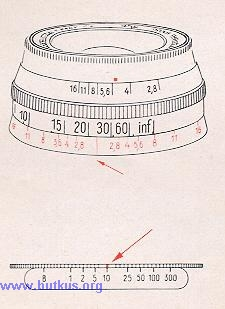 16 11 8 5,6 4 2,8
10 15 20 30 60 inf
11 8 5,6 4 2,8 2,8 4 5,6 8 11 16
8 1 2 5 10 25 50 100 300
www.butkus.org